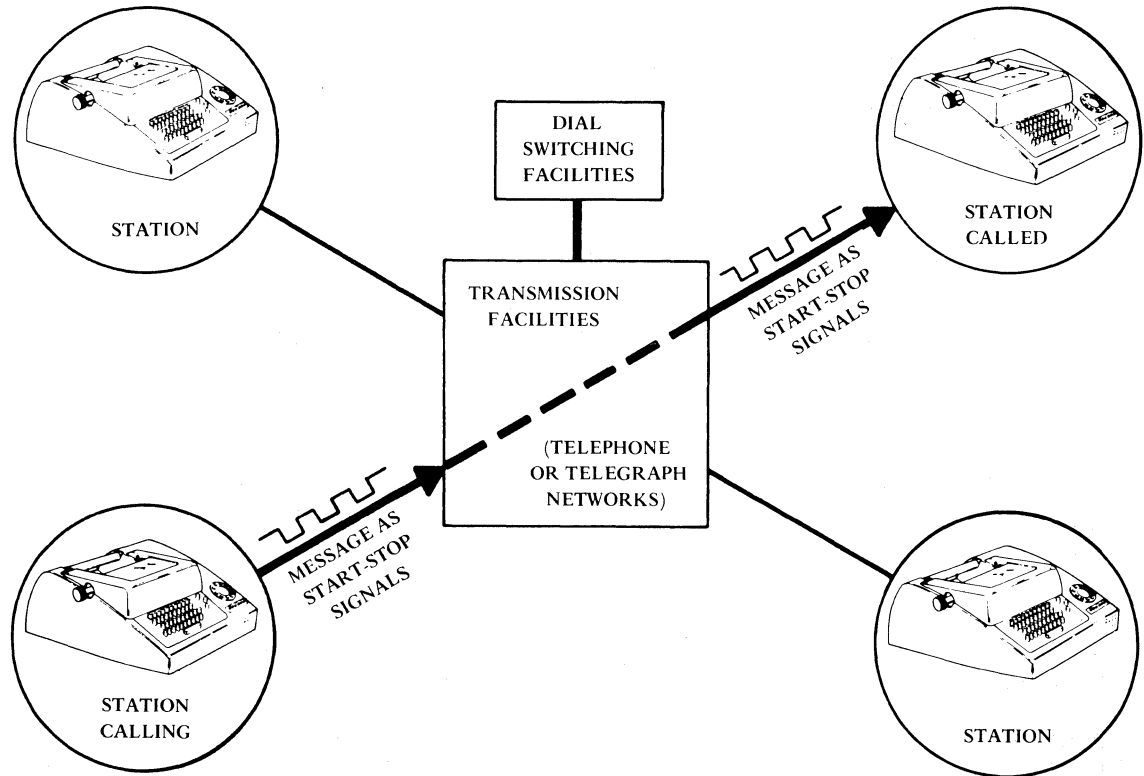 STATION
DIAL
SWITCHING
FACILITIES
STATION
CALLED
TRANSMISSION
FACILITIES
MESSAGE AS
START-STOP
SIGNALS
(TELEPHONE
OR TELEGRAPH
NETWORKS)
MESSAGE AS
START-STOP
SIGNALS
STATION
CALLING
STATION